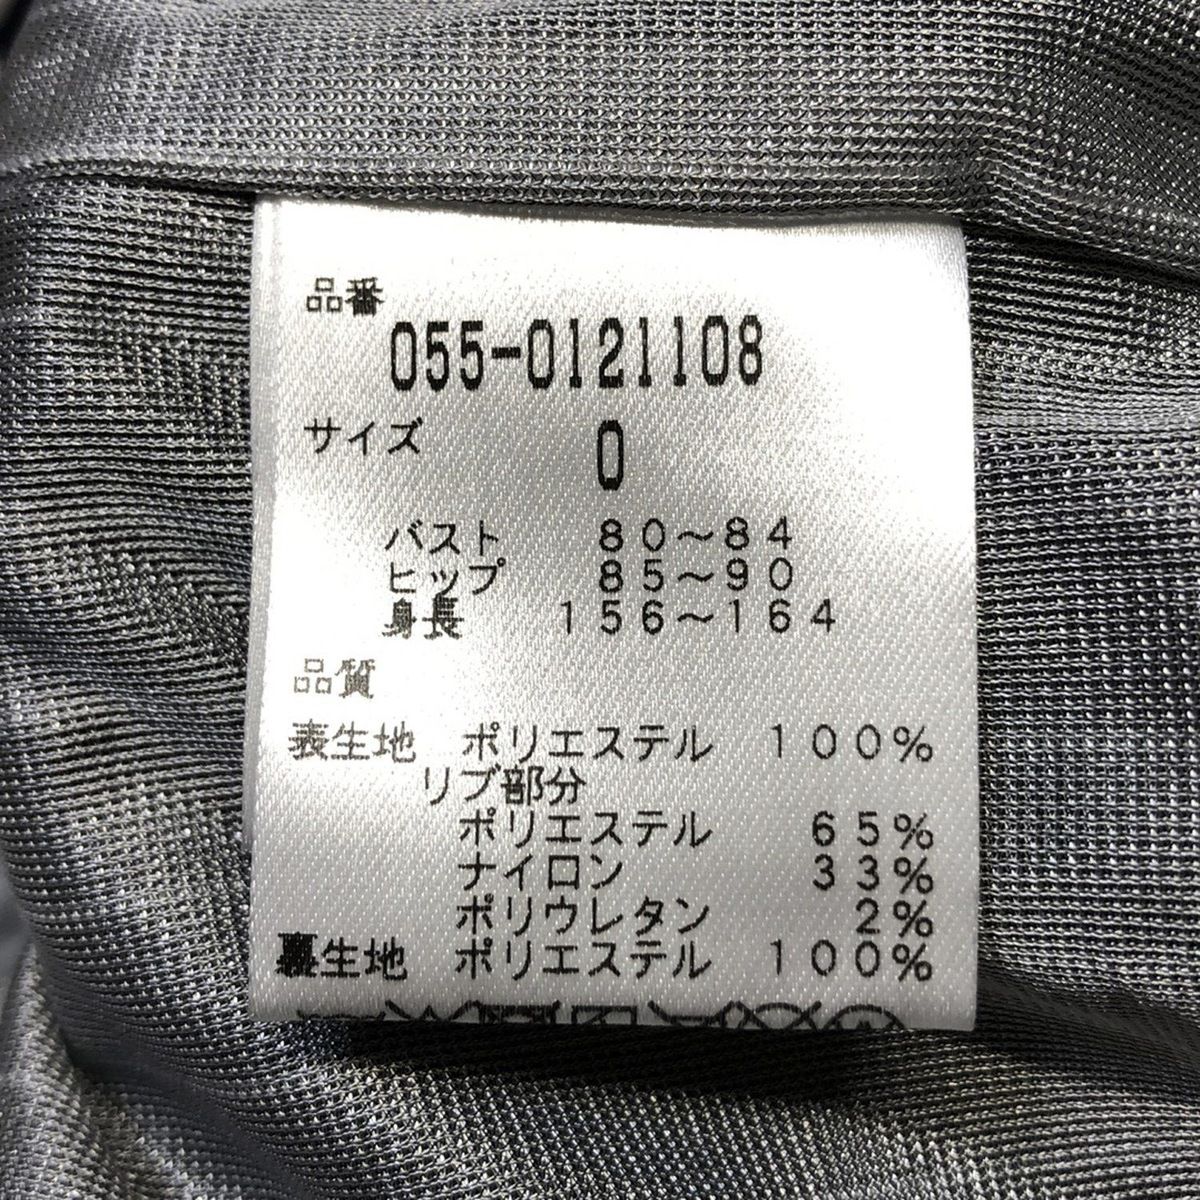 品番
055-0121108
サイズ 0
バスト 80～84
ヒップ 85～90
身長 156～164
品質
表生地 ポリエステル 100%
リブ部分
ポリエステル 65%
ナイロン 33%
ポリウレタン 2%
裏生地 ポリエステル 100%